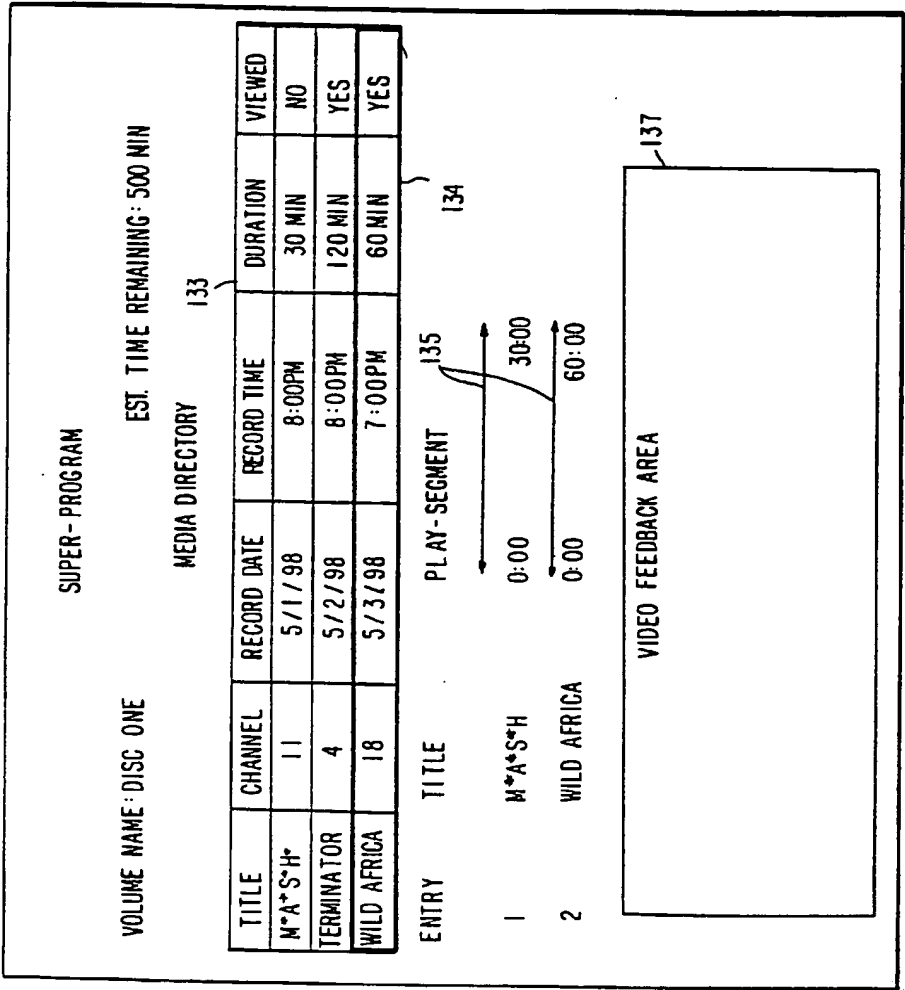 SUPER-PROGRAM
VOLUME NAME: DISC ONE EST. TIME REMAINING: 500 MIN
MEDIA DIRECTORY
133
TITLE CHANNEL RECORD DATE RECORD TIME DURATION VIEWED
M*A*S*H* 11 5/1/98 8:00PM 30 MIN NO
TERMINATOR 4 5/2/98 8:00PM 120 MIN YES
WILD AFRICA 18 5/3/98 7:00PM 60 MIN YES
134
ENTRY TITLE PLAY-SEGMENT
135
1 M*A*S*H 0:00 30:00
2 WILD AFRICA 0:00 60:00
137
VIDEO FEEDBACK AREA